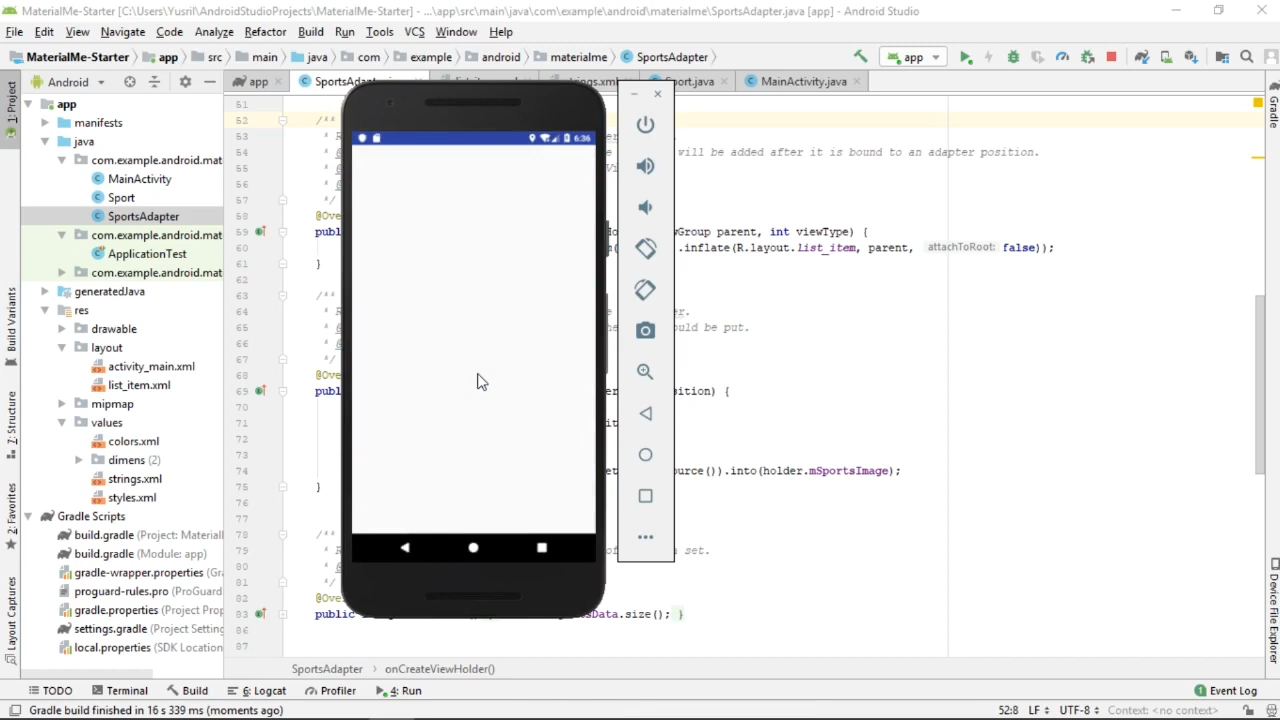 MaterialMe-Starter [C:\Users\Yusril\AndroidStudioProjects\MaterialMe-Starter] - ...\app\src\main\java\com\example\android\materialme\SportsAdapter.java [app] - Android Studio
File Edit View Navigate Code Analyze Refactor Build Run Tools VCS Window Help
MaterialMe-Starter app src main java com example android materialme SportsAdapter app
Android app MainActivity.java
1: Project
Gradle
app
manifests
java
com.example.android.mat
MainActivity
Sport
SportsAdapter
com.example.android.mat
ApplicationTest
com.example.android.mat
generatedJava
res
drawable
layout
activity_main.xml
list_item.xml
mipmap
values
colors.xml
dimens (2)
strings.xml
styles.xml
Gradle Scripts
build.gradle (Project: Material
build.gradle (Module: app)
gradle-wrapper.properties (Gra
proguard-rules.pro (ProGuard
gradle.properties (Project Prop
settings.gradle (Project Setting
local.properties (SDK Location
Build Variants
Z: Structure
2: Favorites
Layout Captures
51
52 /**
53
54 will be added after it is bound to an adapter position.
55
56
57 */
58 @Ove
59 publ wGroup parent, int viewType) {
60 .inflate(R.layout.list_item, parent, attachToRoot: false));
61 }
62
63 /**
64
65 ould be put.
66
67 */
68 @Ove
69 publ sition) {
70
71
72
73
74 ource()).into(holder.mSportsImage);
75 }
76
77
78 /**
79 set.
80
81 */
82 @Ove
83 public sData.size(); }
86
87
6:36
Device File Explorer
SportsAdapter onCreateViewHolder()
TODO Terminal Build 6: Logcat Profiler 4: Run 1 Event Log
Gradle build finished in 16 s 339 ms (moments ago) 52:8 LF UTF-8 Context: <no context>